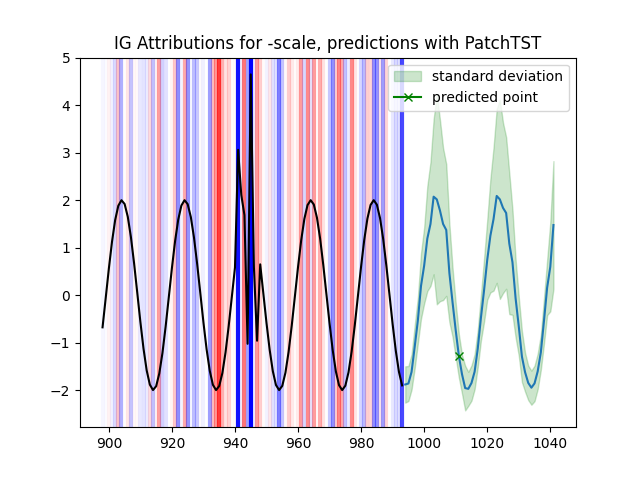 IG Attributions for -scale, predictions with PatchTST
standard deviation
predicted point
5
4
3
2
1
0
−1
−2
900 920 940 960 980 1000 1020 1040